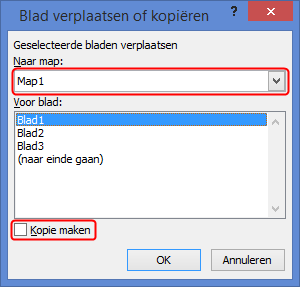 Blad verplaatsen of kopiëren ?
Geselecteerde bladen verplaatsen
Naar map:
Map1
Voor blad:
Blad1
Blad2
Blad3
(naar einde gaan)
Kopie maken
OK Annuleren